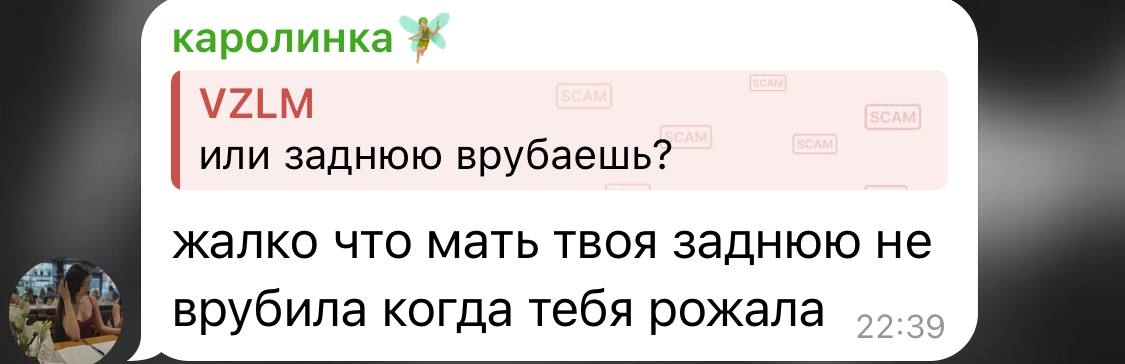 каролинка🧚
VZLM
или заднюю врубаешь?
SCAM
SCAM
SCAM
SCAM
SCAM
жалко что мать твоя заднюю не
врубила когда тебя рожала
22:39